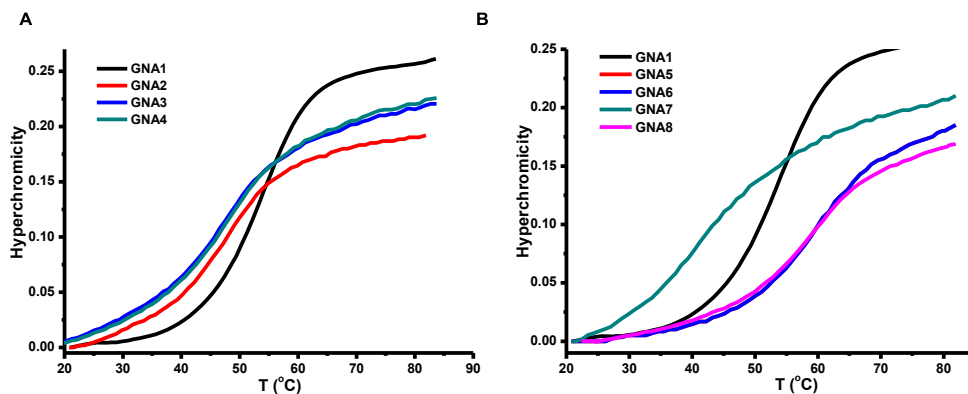 A
Hyperchromicity
0.25
0.20
0.15
0.10
0.05
0.00
GNA1
GNA2
GNA3
GNA4
20 30 40 50 60 70 80 90
T (°C)
B
Hyperchromicity
0.25
0.20
0.15
0.10
0.05
0.00
GNA1
GNA5
GNA6
GNA7
GNA8
20 30 40 50 60 70 80
T (°C)